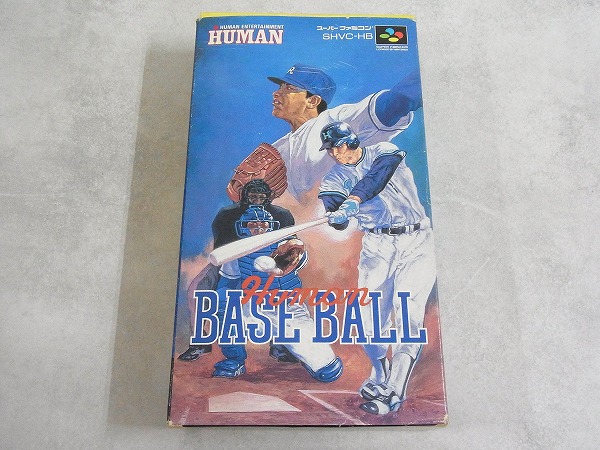 HUMAN ENTERTAINMENT
HUMAN
スーパーファミコン
SHVC-HB
Human
BASE BALL